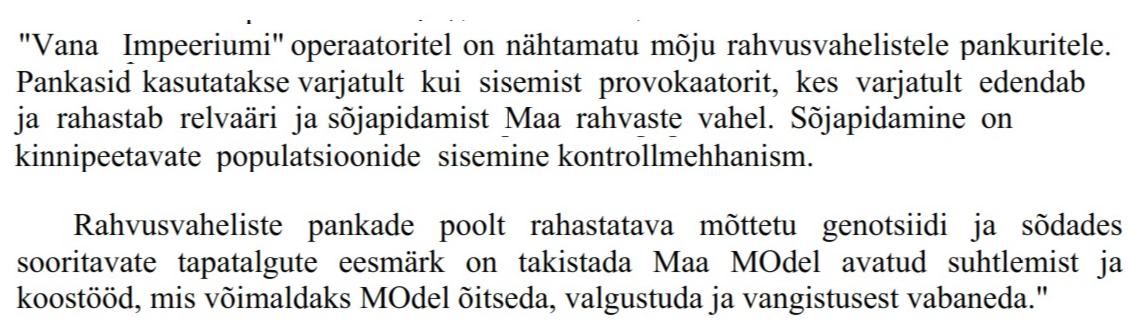 "Vana Impeeriumi" operaatoritel on nähtamatu mõju rahvusvahelistele pankuritele.
Pankasid kasutatakse varjatult kui sisemist provokaatorit, kes varjatult edendab
ja rahastab relvaäri ja sõjapidamist Maa rahvaste vahel. Sõjapidamine on
kinnipeetavate populatsioonide sisemine kontrollmehhanism.
Rahvusvaheliste pankade poolt rahastatava mõttetu genotsiidi ja sõdades
sooritavate tapatalgute eesmärk on takistada Maa MOdel avatud suhtlemist ja
koostööd, mis võimaldaks MOdel õitseda, valgustuda ja vangistusest vabaneda."